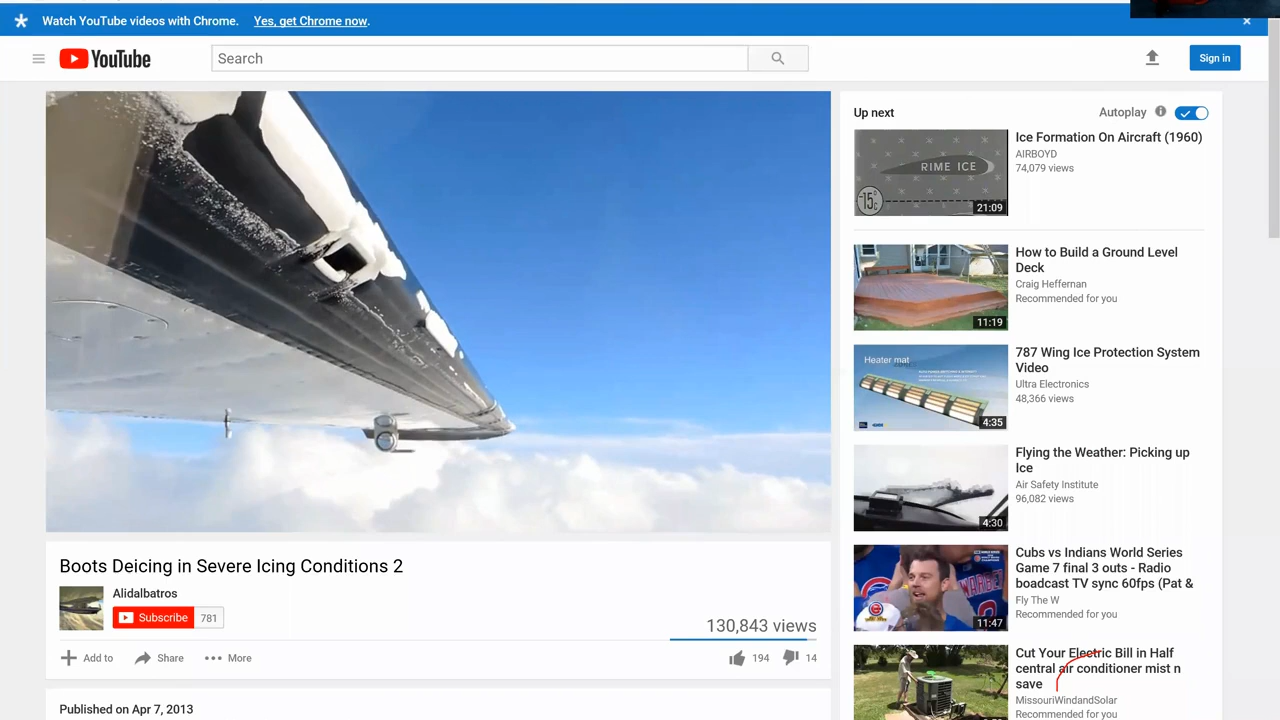 Watch YouTube videos with Chrome. Yes, get Chrome now.
YouTube
Search
Sign in
Up next
Autoplay
RIME ICE
-15°C
21:09
Ice Formation On Aircraft (1960)
AIRBOYD
74,079 views
11:19
How to Build a Ground Level
Deck
Craig Heffernan
Recommended for you
Heater mat
4:35
787 Wing Ice Protection System
Video
Ultra Electronics
48,366 views
4:30
Flying the Weather: Picking up
Ice
Air Safety Institute
96,082 views
11:47
Cubs vs Indians World Series
Game 7 final 3 outs - Radio
boadcast TV sync 60fps (Pat &
Fly The W
Recommended for you
Cut Your Electric Bill in Half
central air conditioner mist n
save
MissouriWindandSolar
Recommended for you
Boots Deicing in Severe Icing Conditions 2
Alidalbatros
Subscribe 781
130,843 views
Add to Share More 194 14
Published on Apr 7, 2013